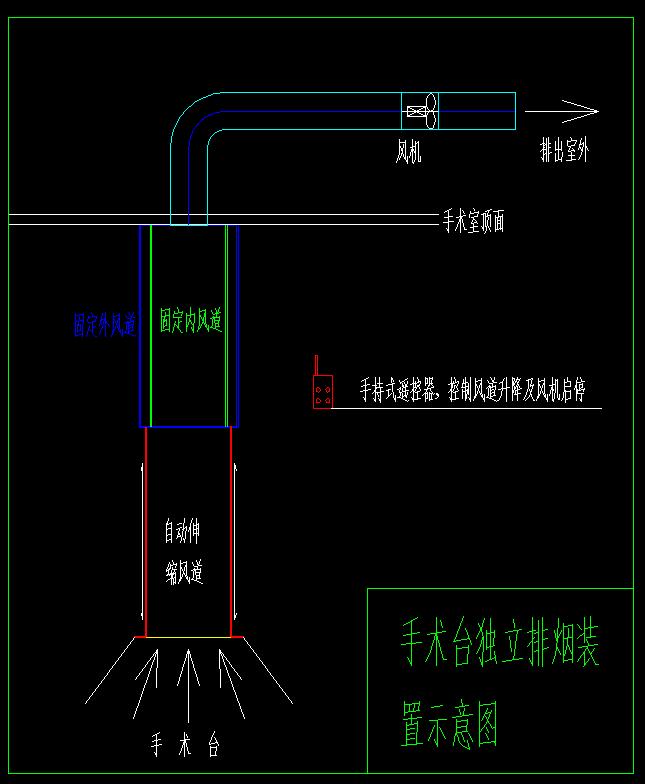 风机
排出室外
手术室顶面
固定外风道
固定内风道
手持式遥控器，控制风道升降及风机启停
自动伸
缩风道
手术台
手术台独立排烟装
置示意图